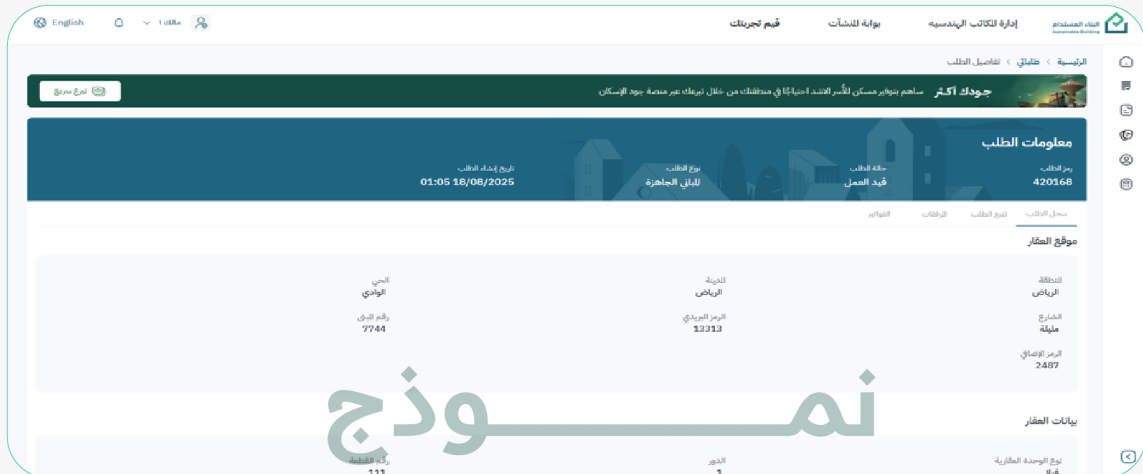 البناء المستدام
Sustainable Building
إدارة المكاتب الهندسيه
بوابة المنشآت
قيم تجربتك
مالك 1
English
الرئيسية > طلباتي > تفاصيل الطلب
جودك أكثر
ساهم بتوفير مسكن للأسر الاشد احتياجًا في منطقتك من خلال تبرعك عبر منصة جود الإسكان
تبرع سريع
معلومات الطلب
رمز الطلب
حالة الطلب
نوع الطلب
تاريخ إنشاء الطلب
420168
قيد العمل
المباني الجاهزة
01:05 18/08/2025
سجل الطلب
تتبع الطلب
المرفقات
الفواتير
موقع العقار
المنطقة
المدينة
الحي
الرياض
الرياض
الوادي
الشارع
الرمز البريدي
رقم المبنى
مليلة
13313
7744
الرمز الإضافي
2487
نمـــــوذج
بيانات العقار
نوع الوحدة العقارية
الدور
رقم القطعة
فيلا
1
111